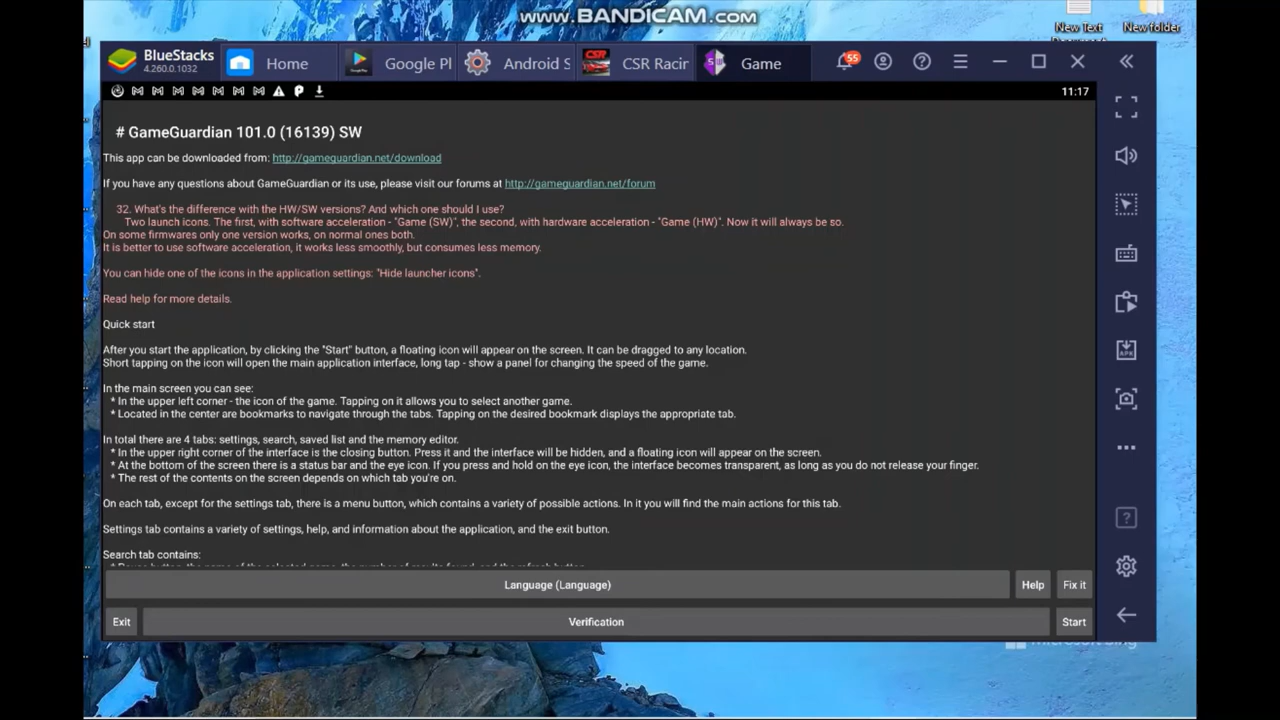 www.BANDICAM.com
New Text
New folder
BlueStacks
4.260.0.1032
Home
Google Pl
Android S
CSR Racin
Game
55
11:17
# GameGuardian 101.0 (16139) SW
This app can be downloaded from: http://gameguardian.net/download
If you have any questions about GameGuardian or its use, please visit our forums at http://gameguardian.net/forum
32. What's the difference with the HW/SW versions? And which one should I use?
Two launch icons. The first, with software acceleration - "Game (SW)", the second, with hardware acceleration - "Game (HW)". Now it will always be so.
On some firmwares only one version works, on normal ones both.
It is better to use software acceleration, it works less smoothly, but consumes less memory.
You can hide one of the icons in the application settings: "Hide launcher icons".
Read help for more details.
Quick start
After you start the application, by clicking the "Start" button, a floating icon will appear on the screen. It can be dragged to any location.
Short tapping on the icon will open the main application interface, long tap - show a panel for changing the speed of the game.
In the main screen you can see:
* In the upper left corner - the icon of the game. Tapping on it allows you to select another game.
* Located in the center are bookmarks to navigate through the tabs. Tapping on the desired bookmark displays the appropriate tab.
In total there are 4 tabs: settings, search, saved list and the memory editor.
* In the upper right corner of the interface is the closing button. Press it and the interface will be hidden, and a floating icon will appear on the screen.
* At the bottom of the screen there is a status bar and the eye icon. If you press and hold on the eye icon, the interface becomes transparent, as long as you do not release your finger.
* The rest of the contents on the screen depends on which tab you're on.
On each tab, except for the settings tab, there is a menu button, which contains a variety of possible actions. In it you will find the main actions for this tab.
Settings tab contains a variety of settings, help, and information about the application, and the exit button.
Search tab contains:
Language (Language)
Help
Fix it
Exit
Verification
Start
APK